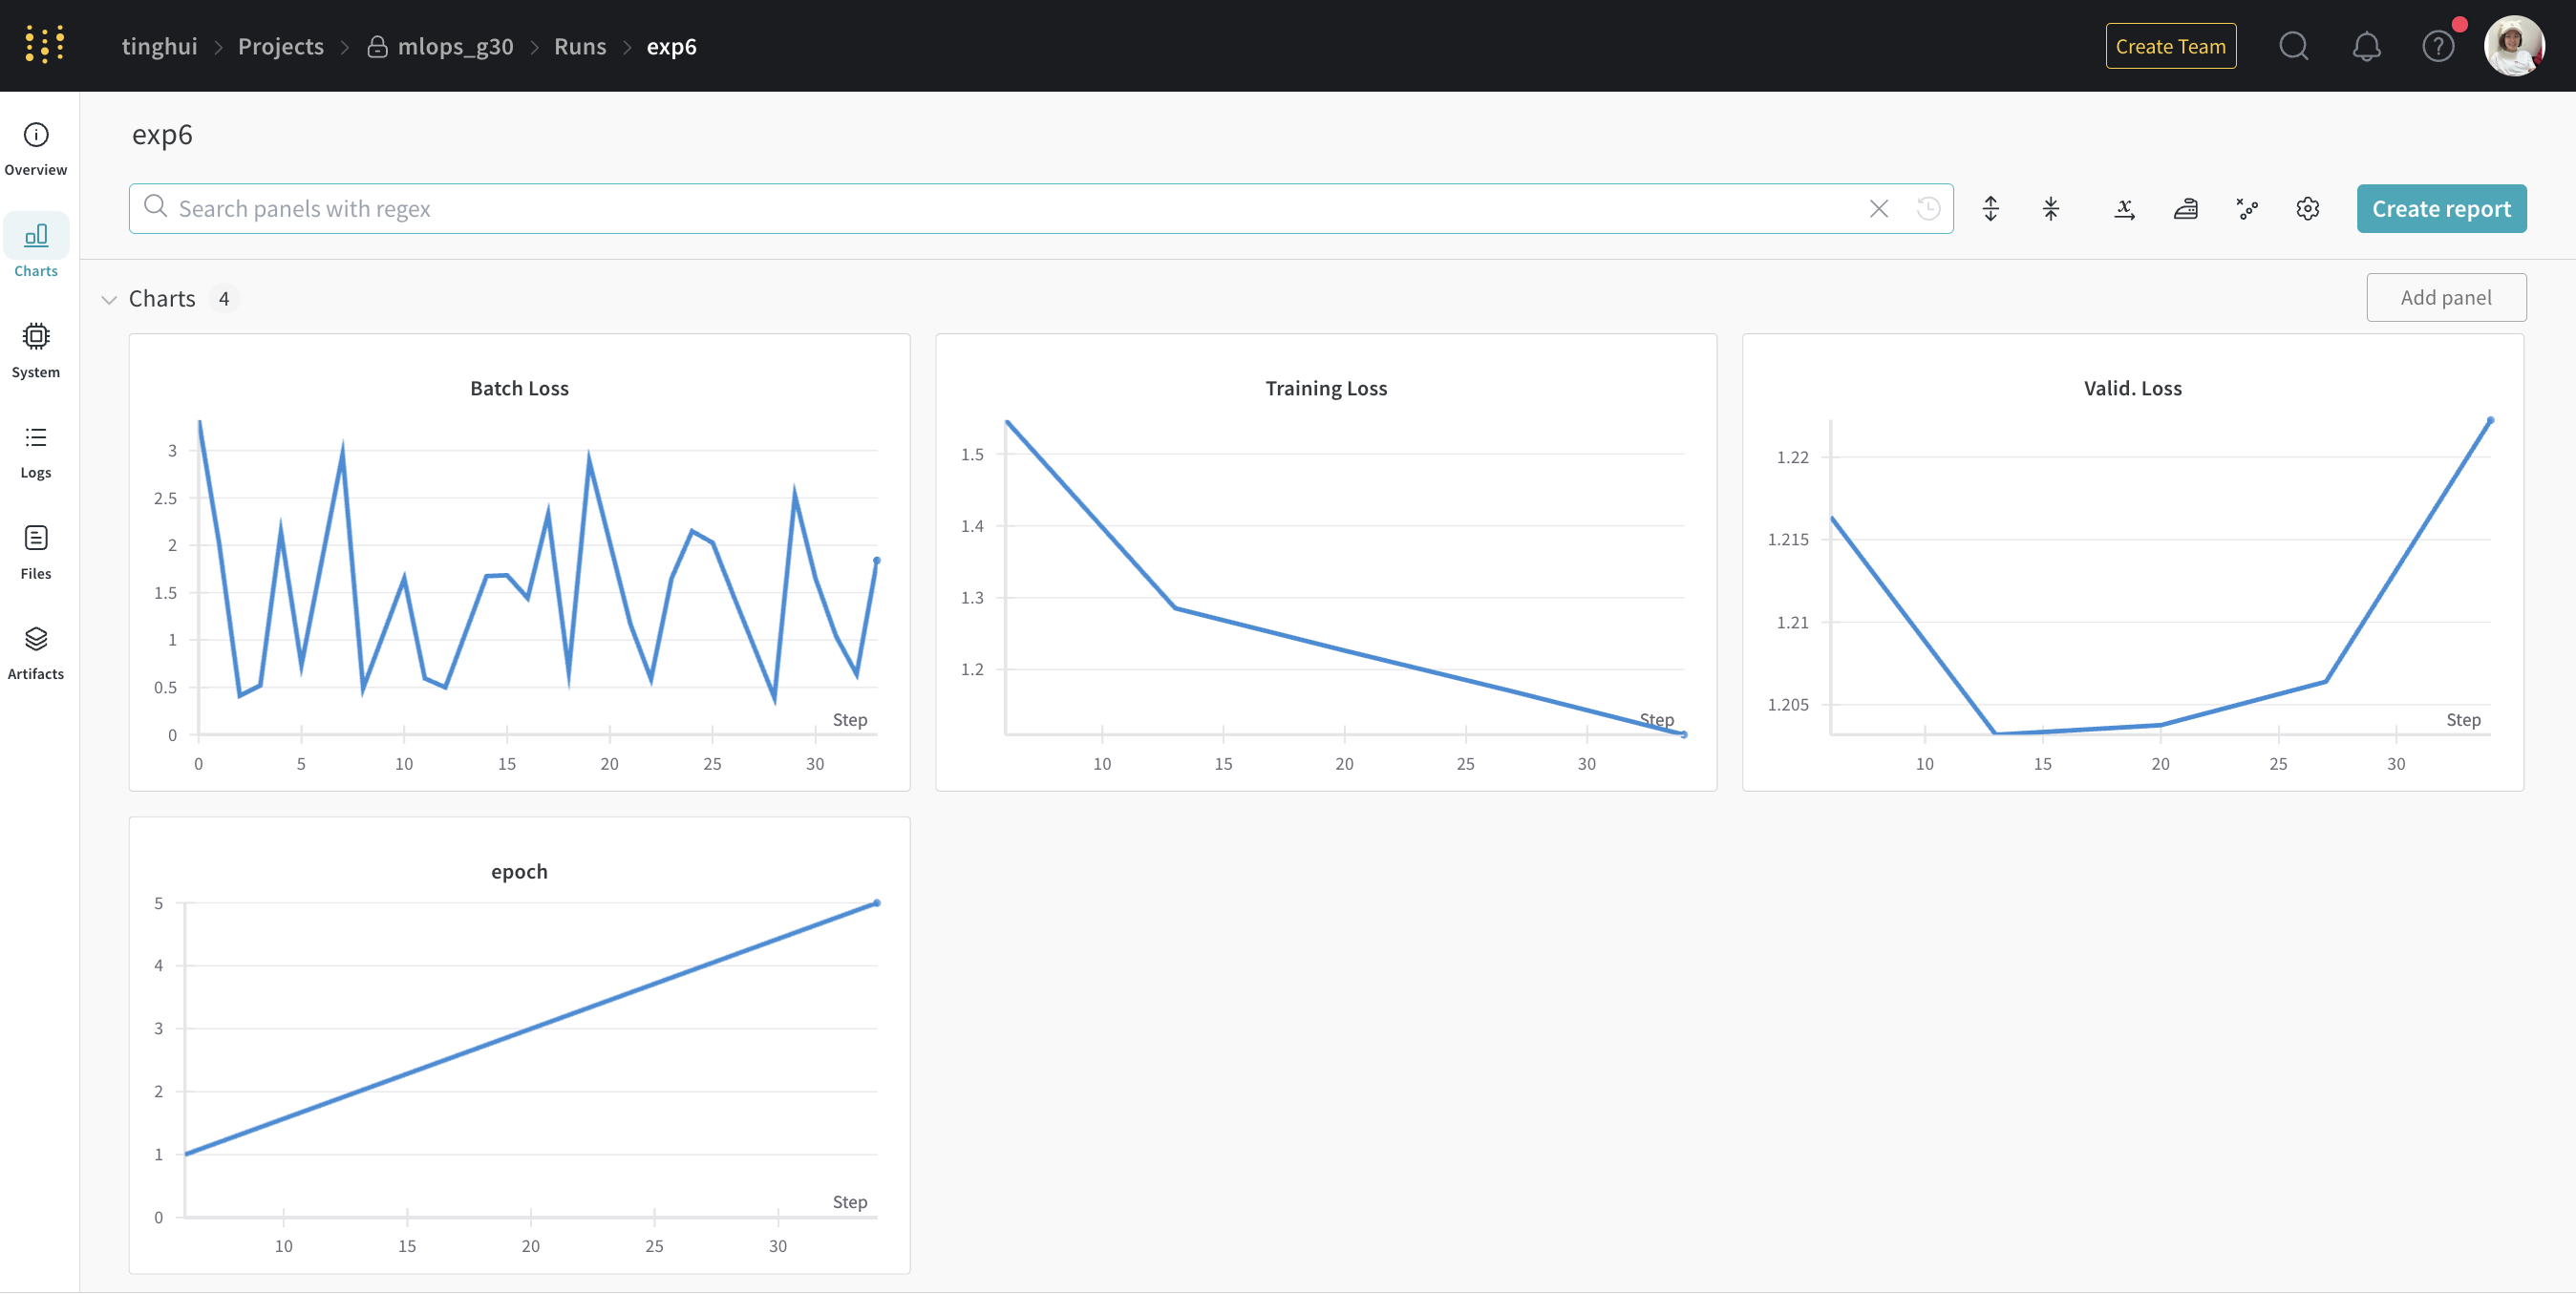 tinghui > Projects > mlops_g30 > Runs > exp6
Create Team
exp6
Overview
Charts
System
Logs
Files
Artifacts
Search panels with regex
Create report
Charts 4
Add panel
Batch Loss
3
2.5
2
1.5
1
0.5
0
Step
0 5 10 15 20 25 30
Training Loss
1.5
1.4
1.3
1.2
Step
10 15 20 25 30
Valid. Loss
1.22
1.215
1.21
1.205
Step
10 15 20 25 30
epoch
5
4
3
2
1
0
Step
10 15 20 25 30